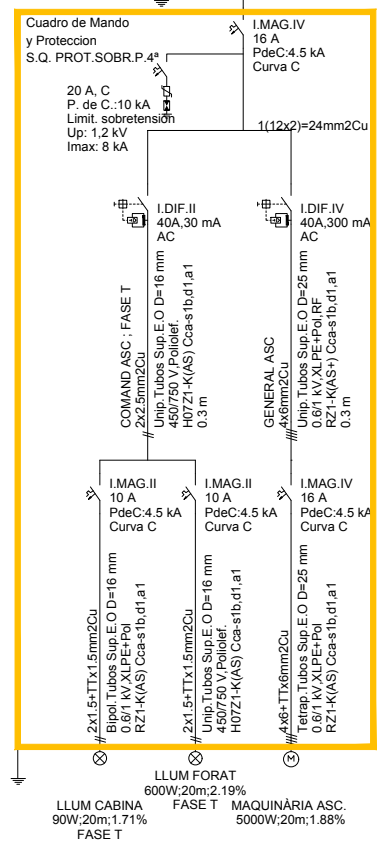 Cuadro de Mando
y Proteccion
S.Q. PROT.SOBR.P.4ª
I.MAG.IV
16 A
PdeC:4.5 kA
Curva C
20 A, C
P. de C.:10 kA
Limit. sobretensión
Up: 1,2 kV
Imax: 8 kA
1(12x2)=24mm2Cu
I.DIF.II
40A,30 mA
AC
I.DIF.IV
40A,300 mA
AC
COMAND ASC ; FASE T
2x2.5mm2Cu
Unip.Tubos Sup.E.O D=16 mm
450/750 V,Poliolef.
H07Z1-K(AS) Cca-s1b,d1,a1
0.3 m
GENERAL ASC
4x6mm2Cu
Unip.Tubos Sup.E.O D=25 mm
0.6/1 kV,XLPE+Pol,RF
RZ1-K(AS+) Cca-s1b,d1,a1
0.3 m
I.MAG.II
10 A
PdeC:4.5 kA
Curva C
I.MAG.II
10 A
PdeC:4.5 kA
Curva C
I.MAG.IV
16 A
PdeC:4.5 kA
Curva C
2x1.5+TTx1.5mm2Cu
Bipol.Tubos Sup.E.O D=16 mm
0.6/1 kV,XLPE+Pol
RZ1-K(AS) Cca-s1b,d1,a1
2x1.5+TTx1.5mm2Cu
Unip.Tubos Sup.E.O D=16 mm
450/750 V,Poliolef.
H07Z1-K(AS) Cca-s1b,d1,a1
4x6+TTx6mm2Cu
Tetrap.Tubos Sup.E.O D=25 mm
0.6/1 kV,XLPE+Pol
RZ1-K(AS) Cca-s1b,d1,a1
M
LLUM CABINA
90W;20m;1.71%
FASE T
LLUM FORAT
600W;20m;2.19%
FASE T
MAQUINÀRIA ASC.
5000W;20m;1.88%